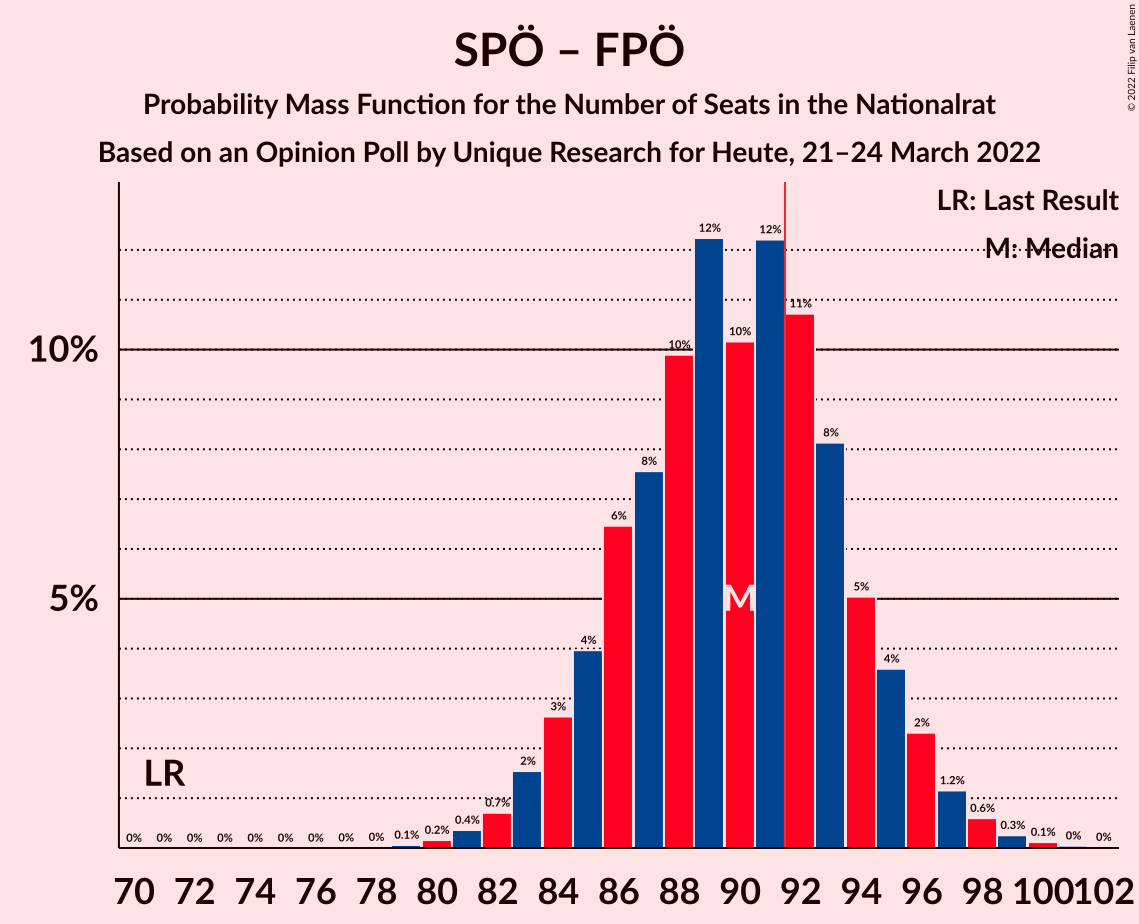 SPÖ – FPÖ
Probability Mass Function for the Number of Seats in the Nationalrat
Based on an Opinion Poll by Unique Research for Heute, 21–24 March 2022
© 2022 Filip van Laenen
LR: Last Result
M: Median
10%
5%
0% 0% 0% 0% 0% 0% 0% 0% 0% 0.1% 0.2% 0.4% 0.7% 2% 3% 4% 6% 8% 10% 12% 10% 12% 11% 8% 5% 4% 2% 1.2% 0.6% 0.3% 0.1% 0% 0%
M
LR
70 72 74 76 78 80 82 84 86 88 90 92 94 96 98 100 102